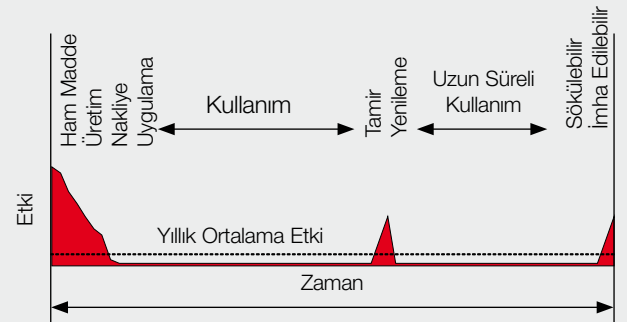 Ham Madde
Üretim
Nakliye
Uygulama
Kullanım
Tamir
Yenileme
Uzun Süreli
Kullanım
Sökülebilir
İmha Edilebilir
Etki
Yıllık Ortalama Etki
Zaman